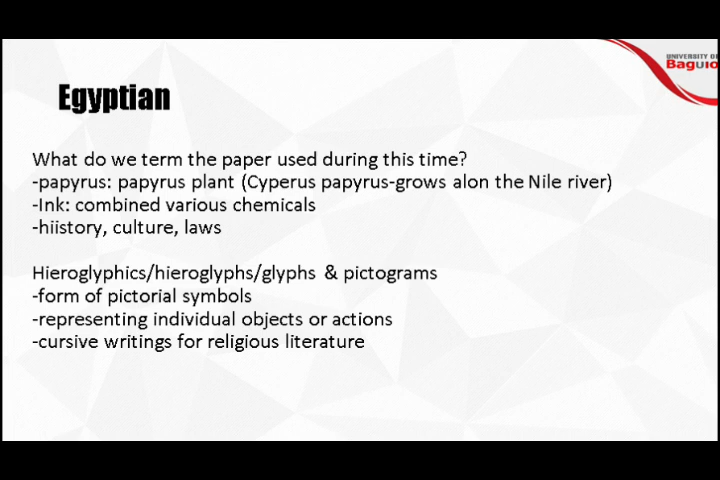 UNIVERSITY OF
Baguio
Egyptian
What do we term the paper used during this time?
-papyrus: papyrus plant (Cyperus papyrus-grows alon the Nile river)
-Ink: combined various chemicals
-hiistory, culture, laws
Hieroglyphics/hieroglyphs/glyphs & pictograms
-form of pictorial symbols
-representing individual objects or actions
-cursive writings for religious literature